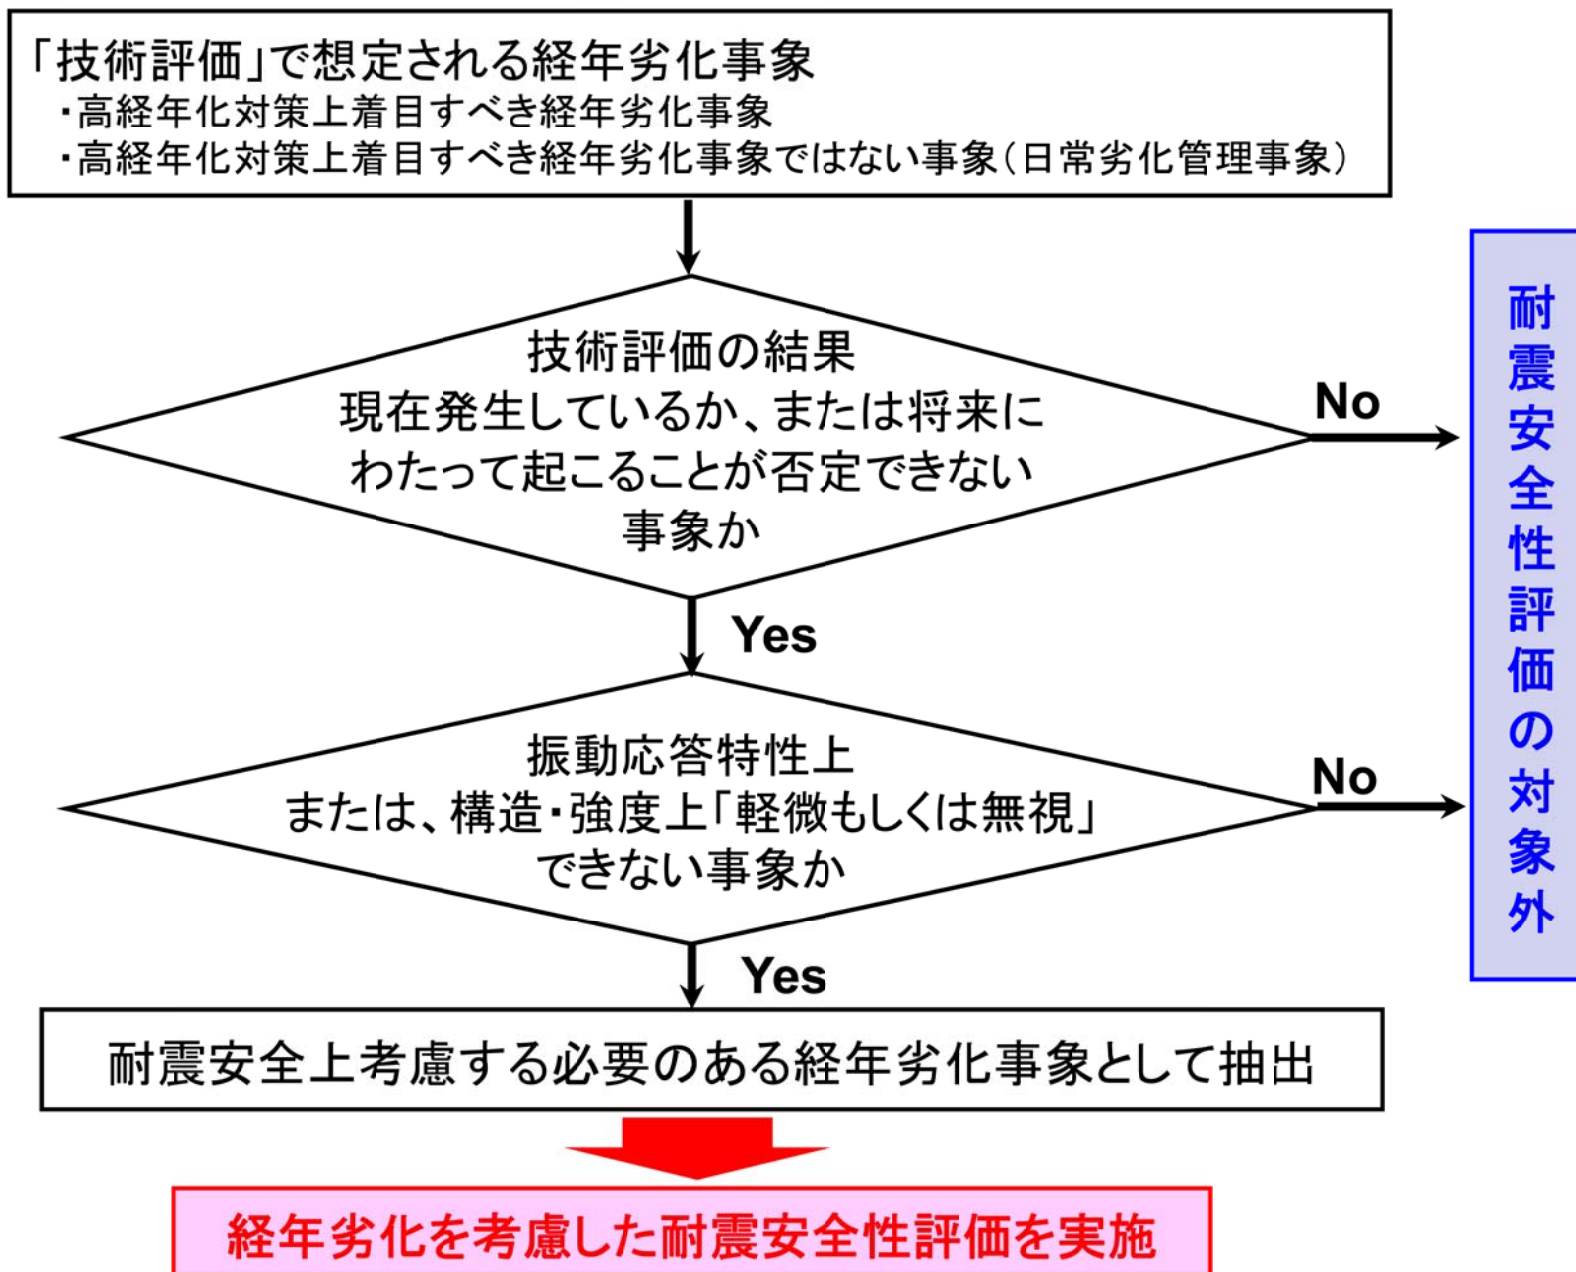 「技術評価」で想定される経年劣化事象
・高経年化対策上着目すべき経年劣化事象
・高経年化対策上着目すべき経年劣化事象ではない事象(日常劣化管理事象)
技術評価の結果
現在発生しているか、または将来に
わたって起こることが否定できない
事象か
No
Yes
振動応答特性上
または、構造・強度上「軽微もしくは無視」
できない事象か
No
Yes
耐震安全性評価の対象外
耐震安全上考慮する必要のある経年劣化事象として抽出
経年劣化を考慮した耐震安全性評価を実施